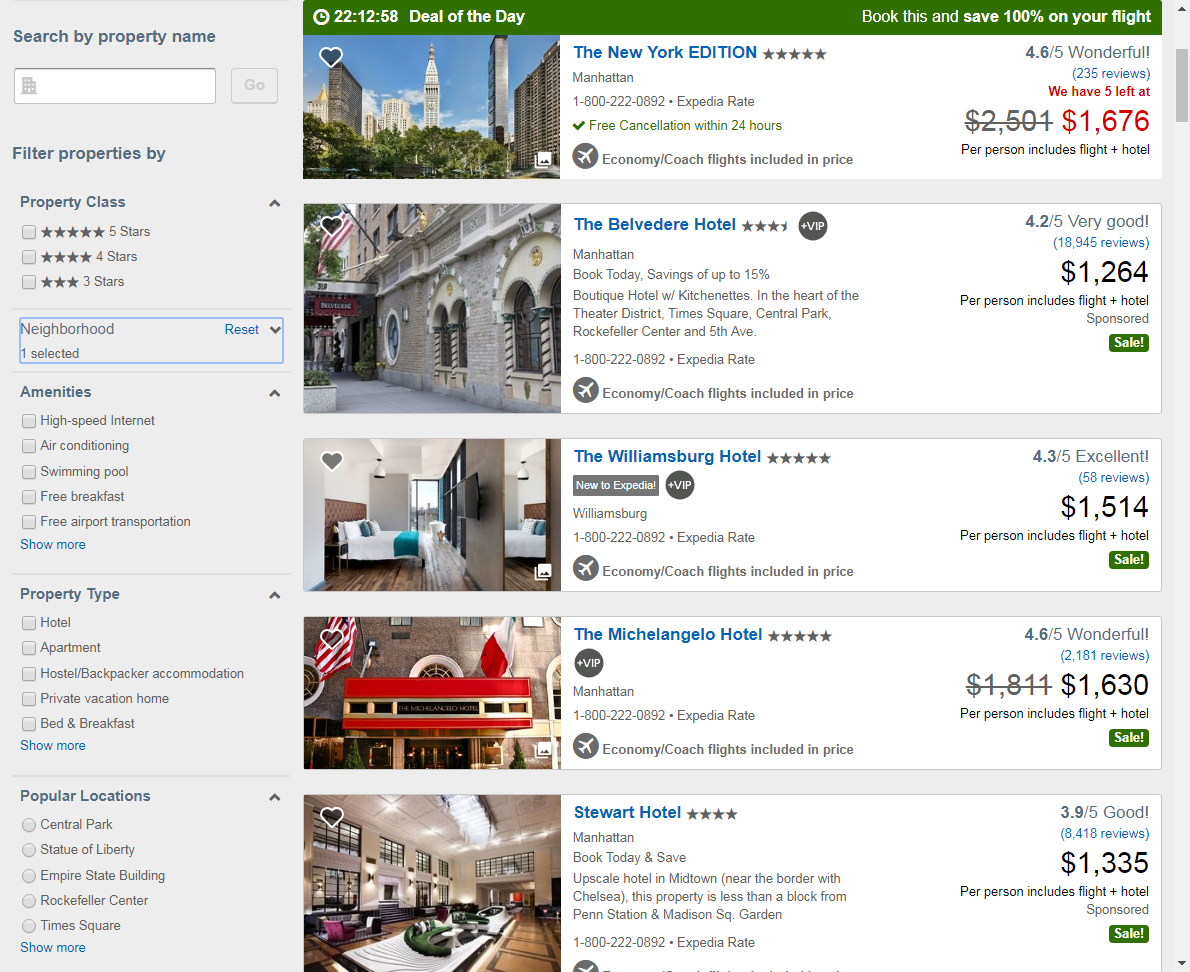 Search by property name
Go
Filter properties by
Property Class
5 Stars
4 Stars
3 Stars
Neighborhood Reset
1 selected
Amenities
High-speed Internet
Air conditioning
Swimming pool
Free breakfast
Free airport transportation
Show more
Property Type
Hotel
Apartment
Hostel/Backpacker accommodation
Private vacation home
Bed & Breakfast
Show more
Popular Locations
Central Park
Statue of Liberty
Empire State Building
Rockefeller Center
Times Square
Show more
22:12:58 Deal of the Day Book this and save 100% on your flight
The New York EDITION 4.6/5 Wonderful!
Manhattan (235 reviews)
We have 5 left at
1-800-222-0892 • Expedia Rate
$2,501 $1,676
Free Cancellation within 24 hours
Per person includes flight + hotel
Economy/Coach flights included in price
The Belvedere Hotel +VIP 4.2/5 Very good!
(18,945 reviews)
Manhattan
Book Today, Savings of up to 15% $1,264
Boutique Hotel w/ Kitchenettes. In the heart of the
Theater District, Times Square, Central Park,
Rockefeller Center and 5th Ave.
Per person includes flight + hotel
Sponsored
Sale!
1-800-222-0892 • Expedia Rate
Economy/Coach flights included in price
319
BELVEDERE
The Williamsburg Hotel 4.3/5 Excellent!
New to Expedia! +VIP (58 reviews)
Williamsburg $1,514
1-800-222-0892 • Expedia Rate Per person includes flight + hotel
Sale!
Economy/Coach flights included in price
The Michelangelo Hotel 4.6/5 Wonderful!
+VIP (2,181 reviews)
Manhattan $1,811 $1,630
1-800-222-0892 • Expedia Rate Per person includes flight + hotel
Sale!
Economy/Coach flights included in price
THE MICHELANGELO HOTEL
Stewart Hotel 3.9/5 Good!
Manhattan (8,418 reviews)
Book Today & Save $1,335
Upscale hotel in Midtown (near the border with
Chelsea), this property is less than a block from
Penn Station & Madison Sq. Garden
Per person includes flight + hotel
Sponsored
Sale!
1-800-222-0892 • Expedia Rate